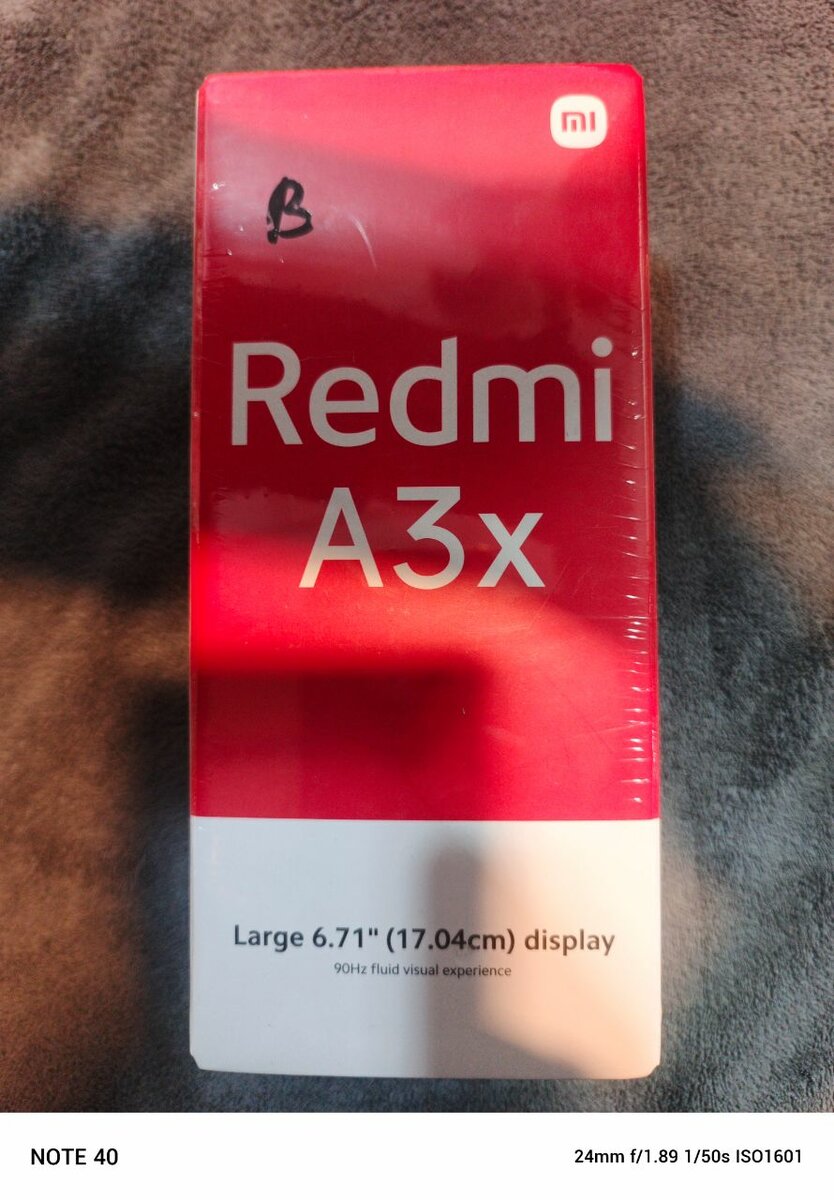 mi
B
Redmi
A3x
Large 6.71" (17.04cm) display
90Hz fluid visual experience
NOTE 40
24mm f/1.89 1/50s ISO1601